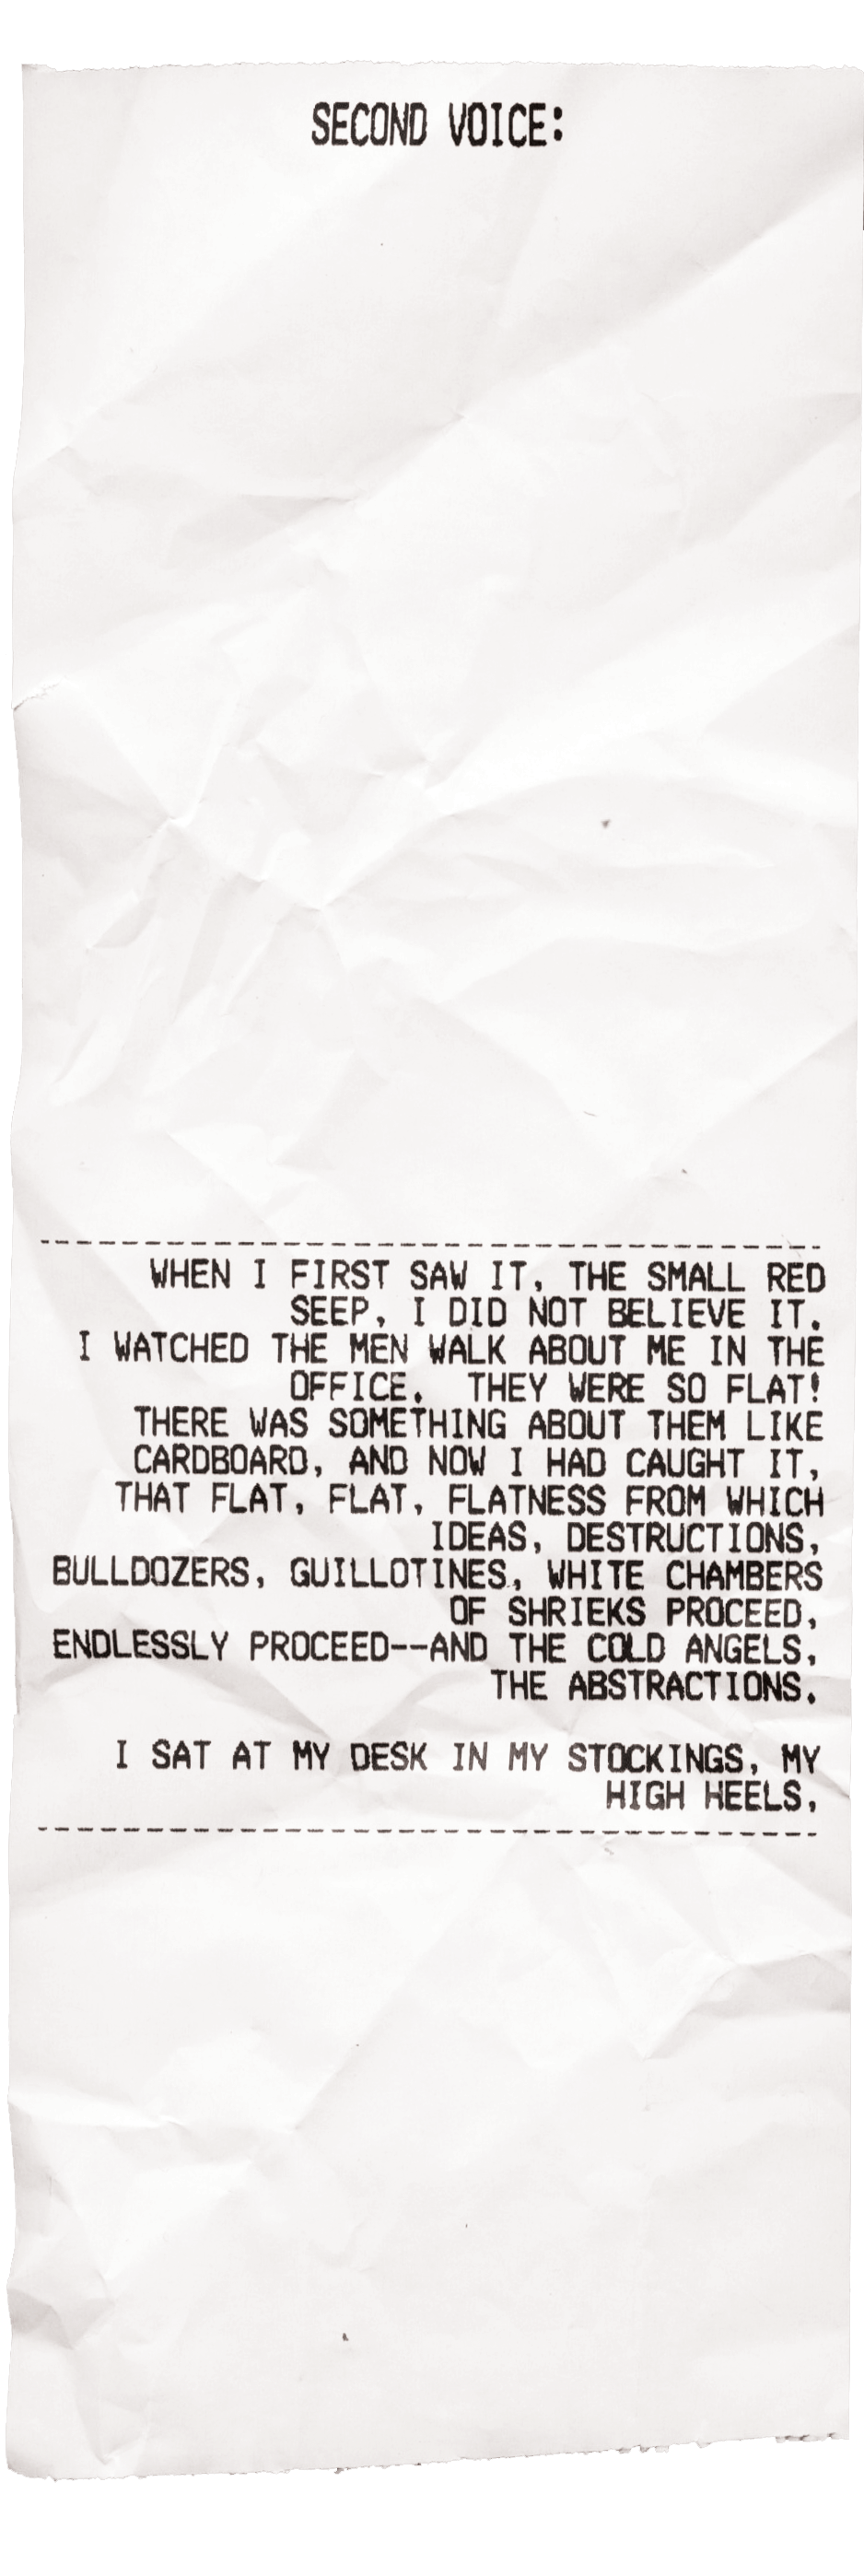 SECOND VOICE:
--------------------------------------
WHEN I FIRST SAW IT, THE SMALL RED
SEEP, I DID NOT BELIEVE IT.
I WATCHED THE MEN WALK ABOUT ME IN THE
OFFICE.  THEY WERE SO FLAT!
THERE WAS SOMETHING ABOUT THEM LIKE
CARDBOARD, AND NOW I HAD CAUGHT IT,
THAT FLAT, FLAT, FLATNESS FROM WHICH
IDEAS, DESTRUCTIONS,
BULLDOZERS, GUILLOTINES, WHITE CHAMBERS
OF SHRIEKS PROCEED,
ENDLESSLY PROCEED--AND THE COLD ANGELS,
THE ABSTRACTIONS.
I SAT AT MY DESK IN MY STOCKINGS, MY
HIGH HEELS,
--------------------------------------